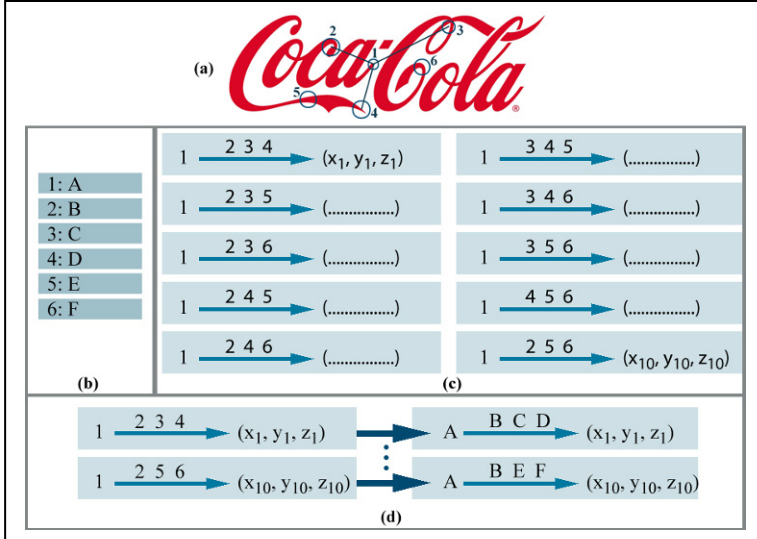 Coca-Cola®
2
3
1
6
(a)
5
4
1: A
2: B
3: C
4: D
5: E
6: F
(b)
1 2 3 4 (x1, y1, z1)
1 2 3 5 (...............)
1 2 3 6 (...............)
1 2 4 5 (...............)
1 2 4 6 (...............)
1 3 4 5 (...............)
1 3 4 6 (...............)
1 3 5 6 (...............)
1 4 5 6 (...............)
1 2 5 6 (x10, y10, z10)
(c)
1 2 3 4 (x1, y1, z1)
A B C D (x1, y1, z1)
1 2 5 6 (x10, y10, z10)
A B E F (x10, y10, z10)
(d)